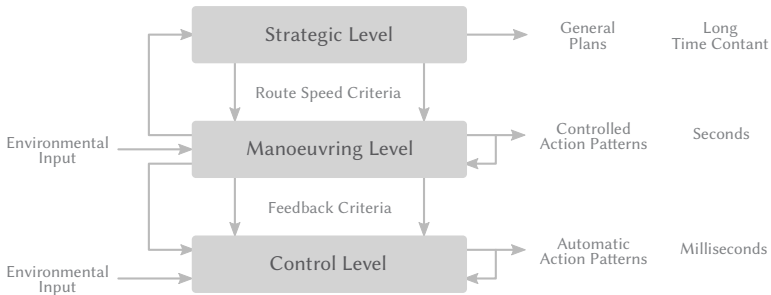 Strategic Level
General
Plans
Long
Time Contant
Route Speed Criteria
Environmental
Input
Manoeuvring Level
Controlled
Action Patterns
Seconds
Feedback Criteria
Environmental
Input
Control Level
Automatic
Action Patterns
Milliseconds